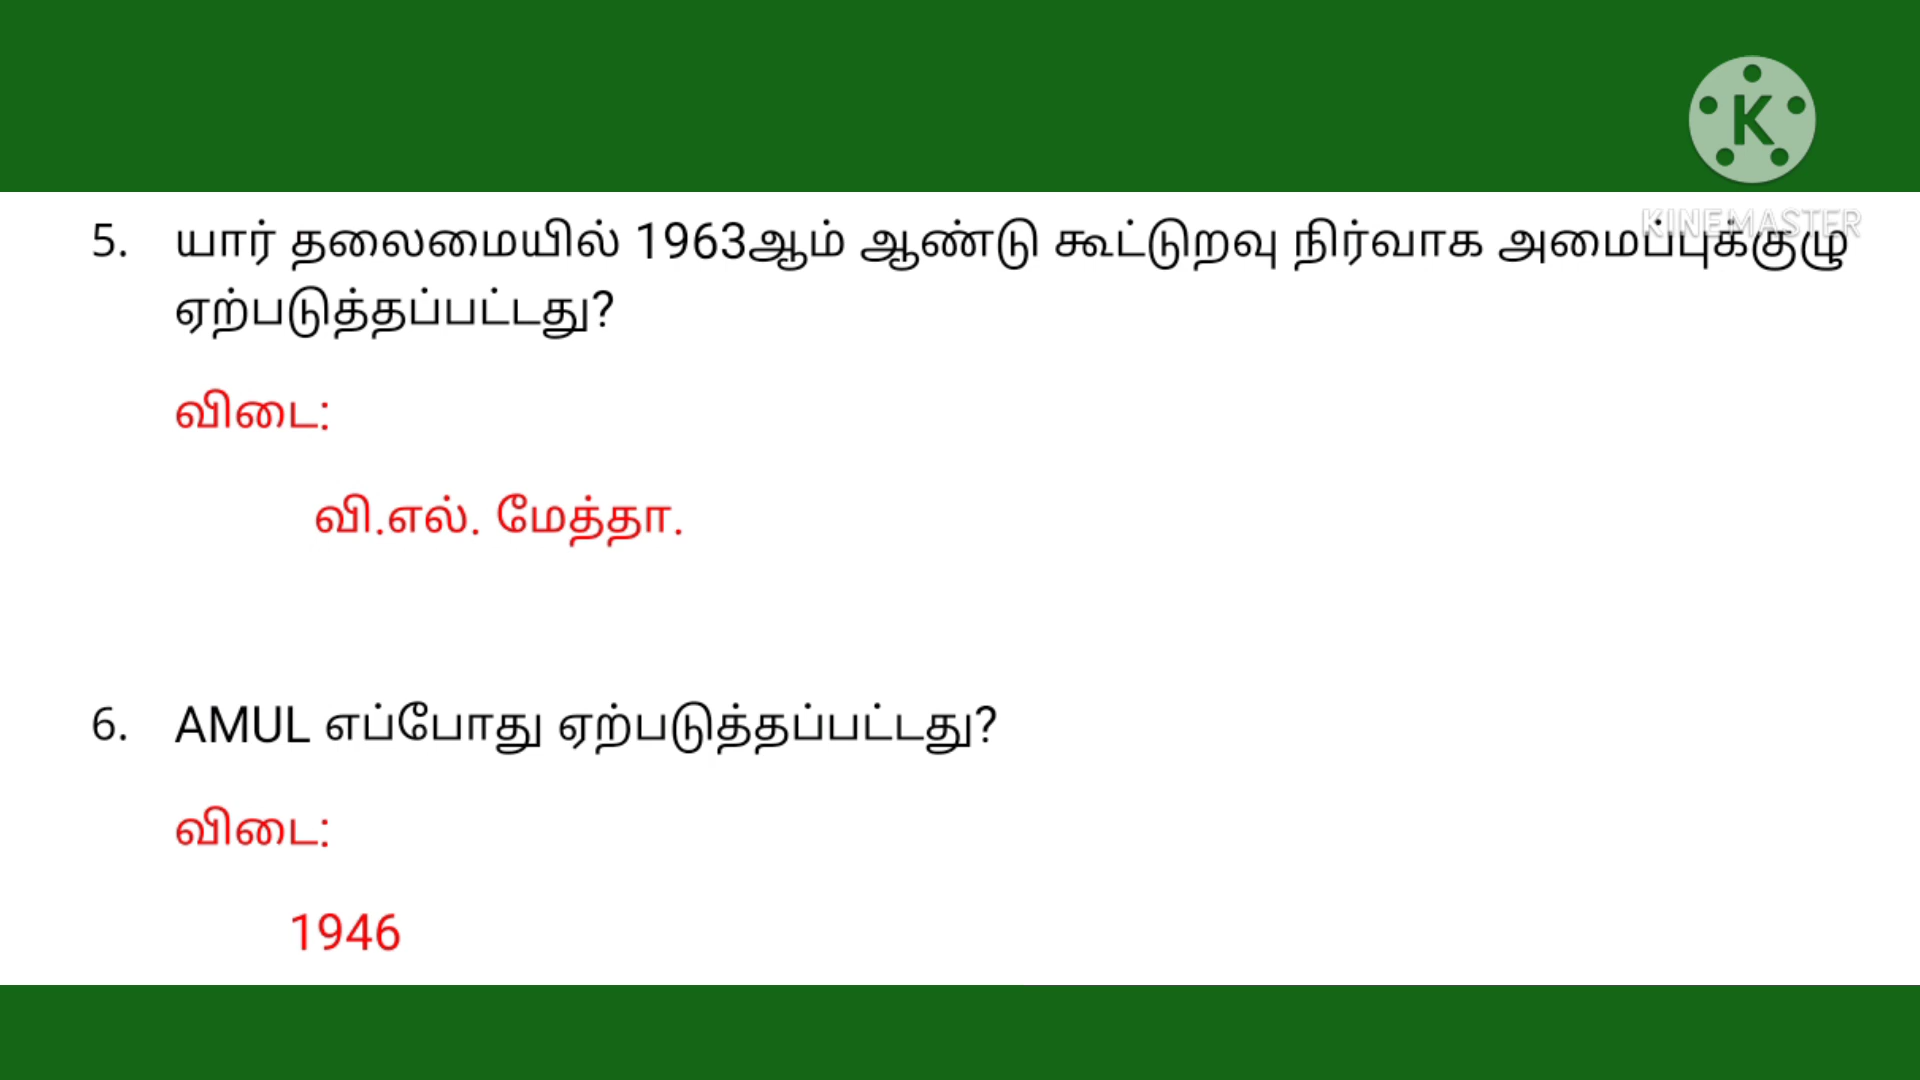 K
KINEMASTER
5. யார் தலைமையில் 1963ஆம் ஆண்டு கூட்டுறவு நிர்வாக அமைப்புக்குழு
ஏற்படுத்தப்பட்டது?
விடை:
வி.எல். மேத்தா.
6. AMUL எப்போது ஏற்படுத்தப்பட்டது?
விடை:
1946